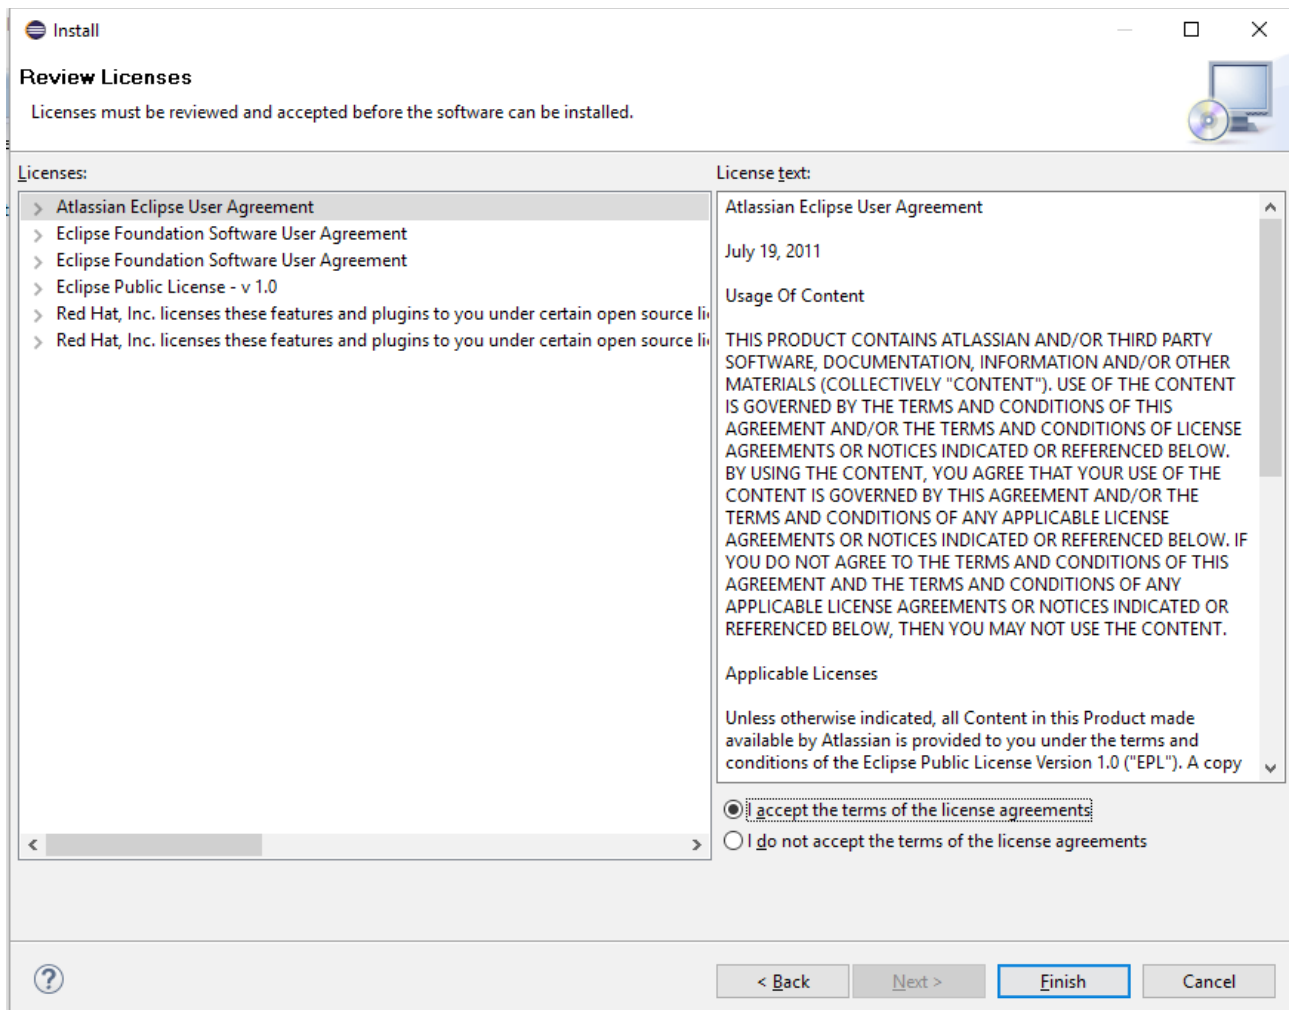 Install
Review Licenses
Licenses must be reviewed and accepted before the software can be installed.
Licenses:
Atlassian Eclipse User Agreement
Eclipse Foundation Software User Agreement
Eclipse Foundation Software User Agreement
Eclipse Public License - v 1.0
Red Hat, Inc. licenses these features and plugins to you under certain open source li
Red Hat, Inc. licenses these features and plugins to you under certain open source li
License text:
Atlassian Eclipse User Agreement
July 19, 2011
Usage Of Content
THIS PRODUCT CONTAINS ATLASSIAN AND/OR THIRD PARTY
SOFTWARE, DOCUMENTATION, INFORMATION AND/OR OTHER
MATERIALS (COLLECTIVELY "CONTENT"). USE OF THE CONTENT
IS GOVERNED BY THE TERMS AND CONDITIONS OF THIS
AGREEMENT AND/OR THE TERMS AND CONDITIONS OF LICENSE
AGREEMENTS OR NOTICES INDICATED OR REFERENCED BELOW.
BY USING THE CONTENT, YOU AGREE THAT YOUR USE OF THE
CONTENT IS GOVERNED BY THIS AGREEMENT AND/OR THE
TERMS AND CONDITIONS OF ANY APPLICABLE LICENSE
AGREEMENTS OR NOTICES INDICATED OR REFERENCED BELOW. IF
YOU DO NOT AGREE TO THE TERMS AND CONDITIONS OF THIS
AGREEMENT AND THE TERMS AND CONDITIONS OF ANY
APPLICABLE LICENSE AGREEMENTS OR NOTICES INDICATED OR
REFERENCED BELOW, THEN YOU MAY NOT USE THE CONTENT.
Applicable Licenses
Unless otherwise indicated, all Content in this Product made
available by Atlassian is provided to you under the terms and
conditions of the Eclipse Public License Version 1.0 ("EPL"). A copy
I accept the terms of the license agreements
I do not accept the terms of the license agreements
< Back
Next >
Finish
Cancel